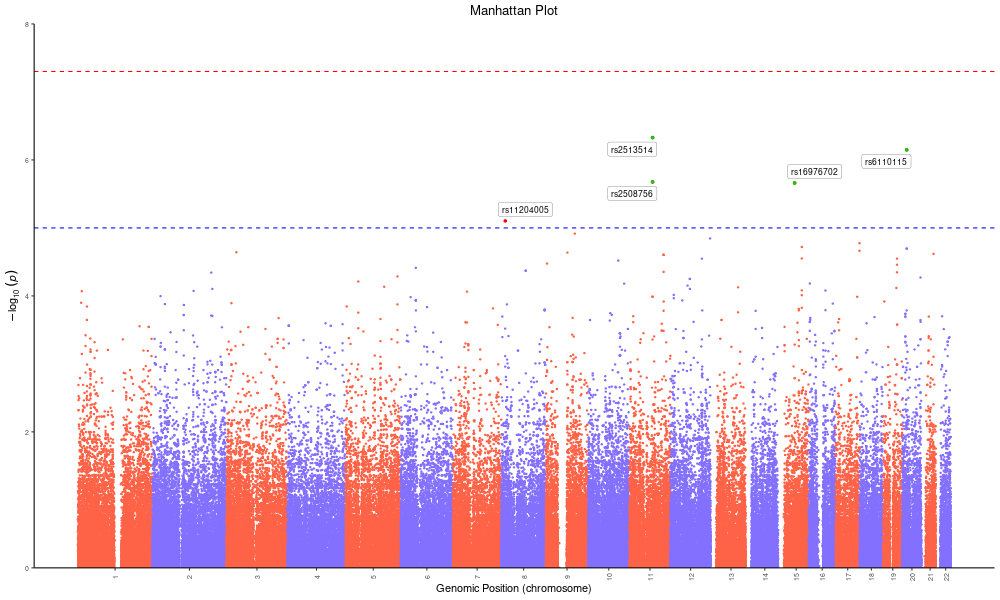 Manhattan Plot
8
6
4
2
0
−log10 (p)
rs2513514
rs6110115
rs16976702
rs2508756
rs11204005
1 2 3 4 5 6 7 8 9 10 11 12 13 14 15 16 17 18 19 20 21 22
Genomic Position (chromosome)